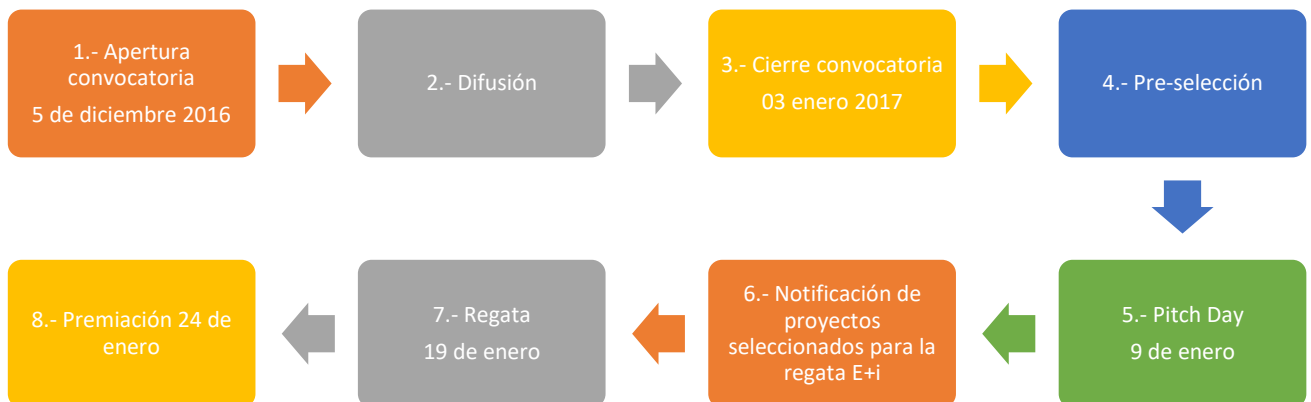 1.- Apertura
convocatoria
5 de diciembre 2016
2.- Difusión
3.- Cierre convocatoria
03 enero 2017
4.- Pre-selección
5.- Pitch Day
9 de enero
6.- Notificación de
proyectos
seleccionados para la
regata E+i
7.- Regata
19 de enero
8.- Premiación 24 de
enero